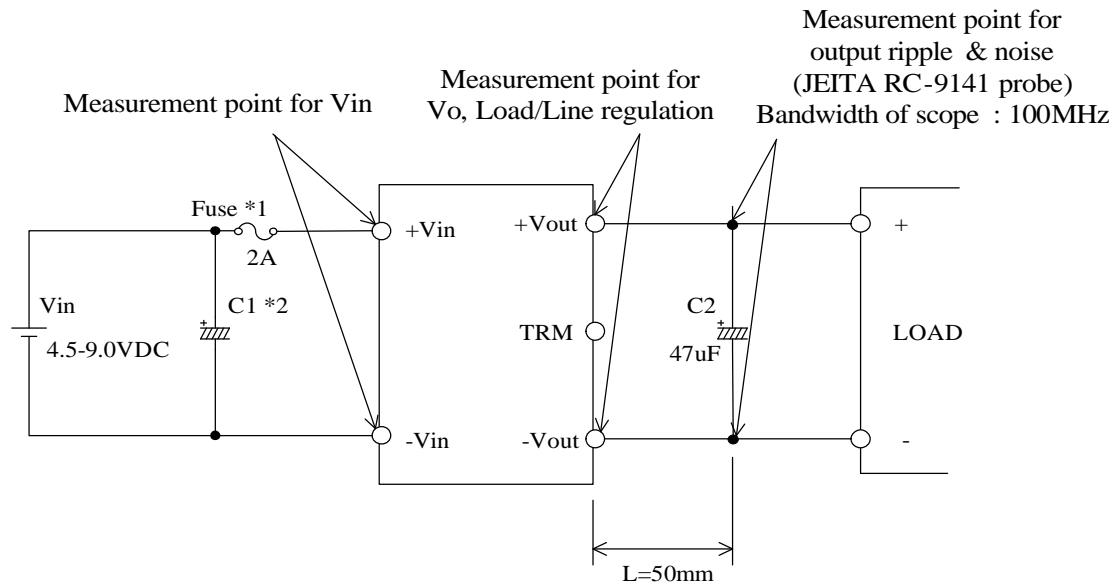 Measurement point for
output ripple & noise
(JEITA RC-9141 probe)
Bandwidth of scope : 100MHz
Measurement point for
Vo, Load/Line regulation
Measurement point for Vin
Fuse *1
2A
+Vin
+Vout
+
Vin
4.5-9.0VDC
C1 *2
+
TRM
C2
+
47uF
LOAD
-Vin
-Vout
-
L=50mm